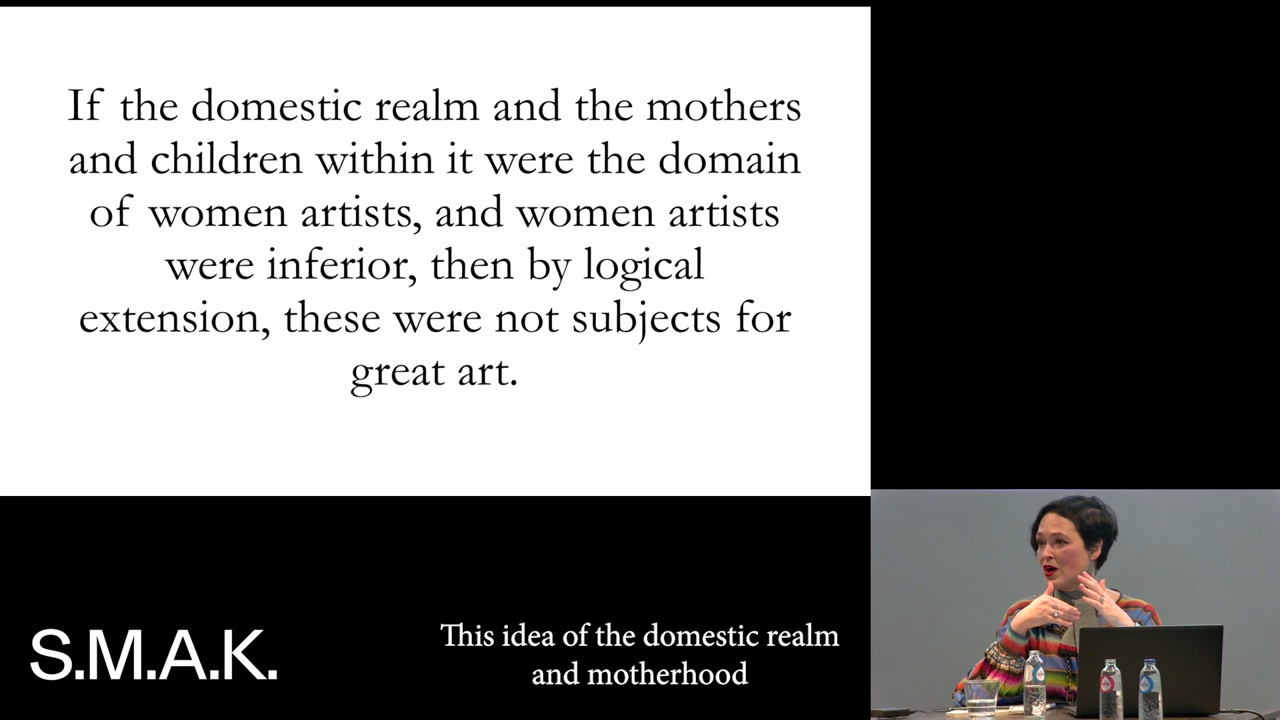 If the domestic realm and the mothers
and children within it were the domain
of women artists, and women artists
were inferior, then by logical
extension, these were not subjects for
great art.
S.M.A.K.
This idea of the domestic realm
and motherhood